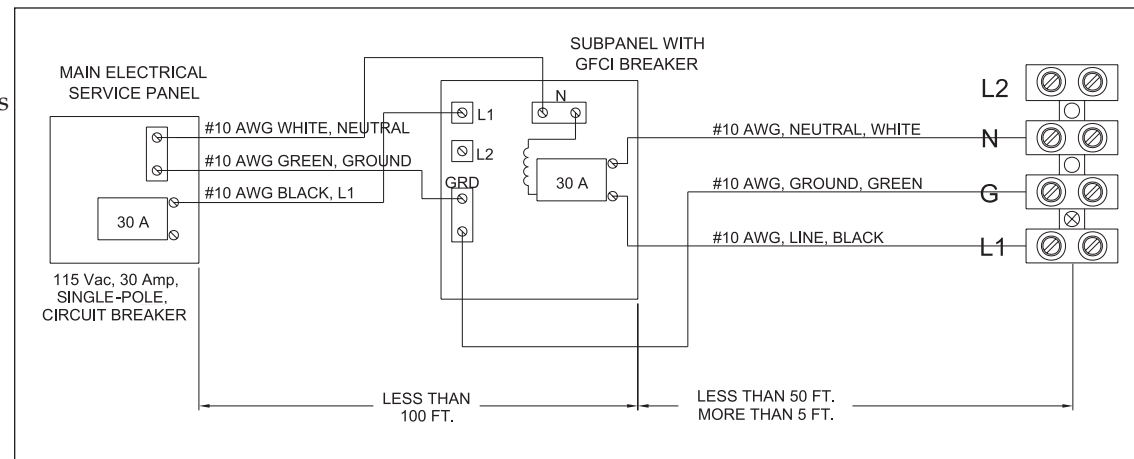 s
MAIN ELECTRICAL
SERVICE PANEL
#10 AWG WHITE, NEUTRAL
#10 AWG GREEN, GROUND
#10 AWG BLACK, L1
30 A
115 Vac, 30 Amp,
SINGLE-POLE,
CIRCUIT BREAKER
SUBPANEL WITH
GFCI BREAKER
N
L1
L2
GRD
30 A
#10 AWG, NEUTRAL, WHITE
#10 AWG, GROUND, GREEN
#10 AWG, LINE, BLACK
L2
N
G
L1
LESS THAN
100 FT.
LESS THAN 50 FT.
MORE THAN 5 FT.